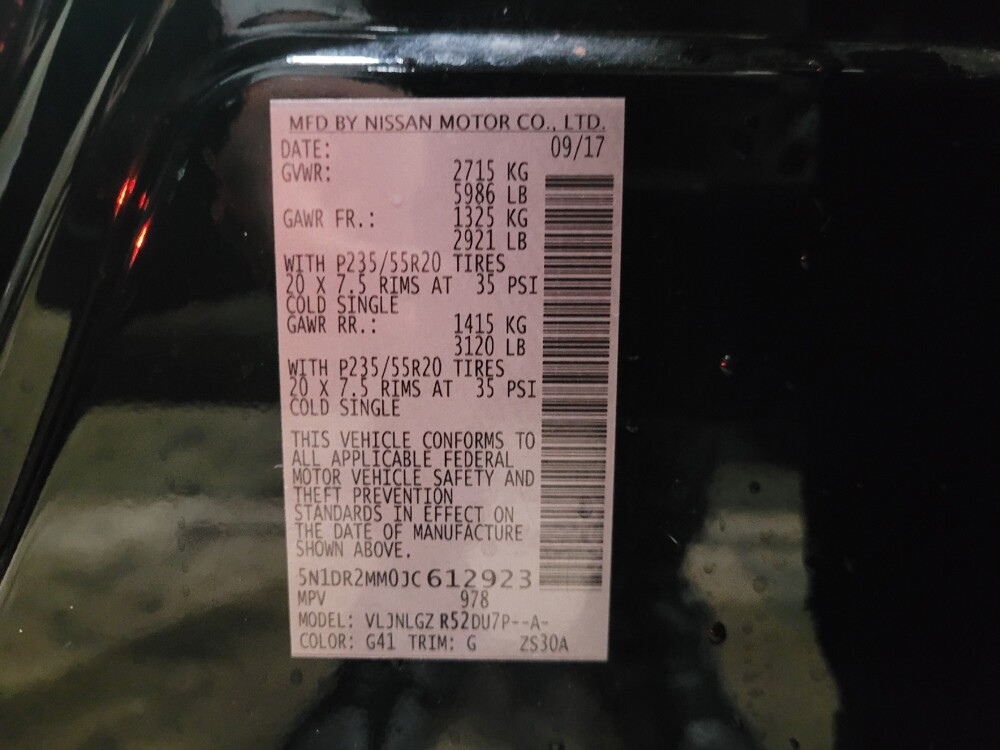 MFD BY NISSAN MOTOR CO., LTD.
DATE: 09/17
GVWR: 2715 KG
5986 LB
GAWR FR.: 1325 KG
2921 LB
WITH P235/55R20 TIRES
20 X 7.5 RIMS AT 35 PSI
COLD SINGLE
GAWR RR.: 1415 KG
3120 LB
WITH P235/55R20 TIRES
20 X 7.5 RIMS AT 35 PSI
COLD SINGLE
THIS VEHICLE CONFORMS TO
ALL APPLICABLE FEDERAL
MOTOR VEHICLE SAFETY AND
THEFT PREVENTION
STANDARDS IN EFFECT ON
THE DATE OF MANUFACTURE
SHOWN ABOVE.
5N1DR2MM0JC612923
MPV 978
MODEL: VLJNLGZ R52DU7P--A-
COLOR: G41 TRIM: G ZS30A